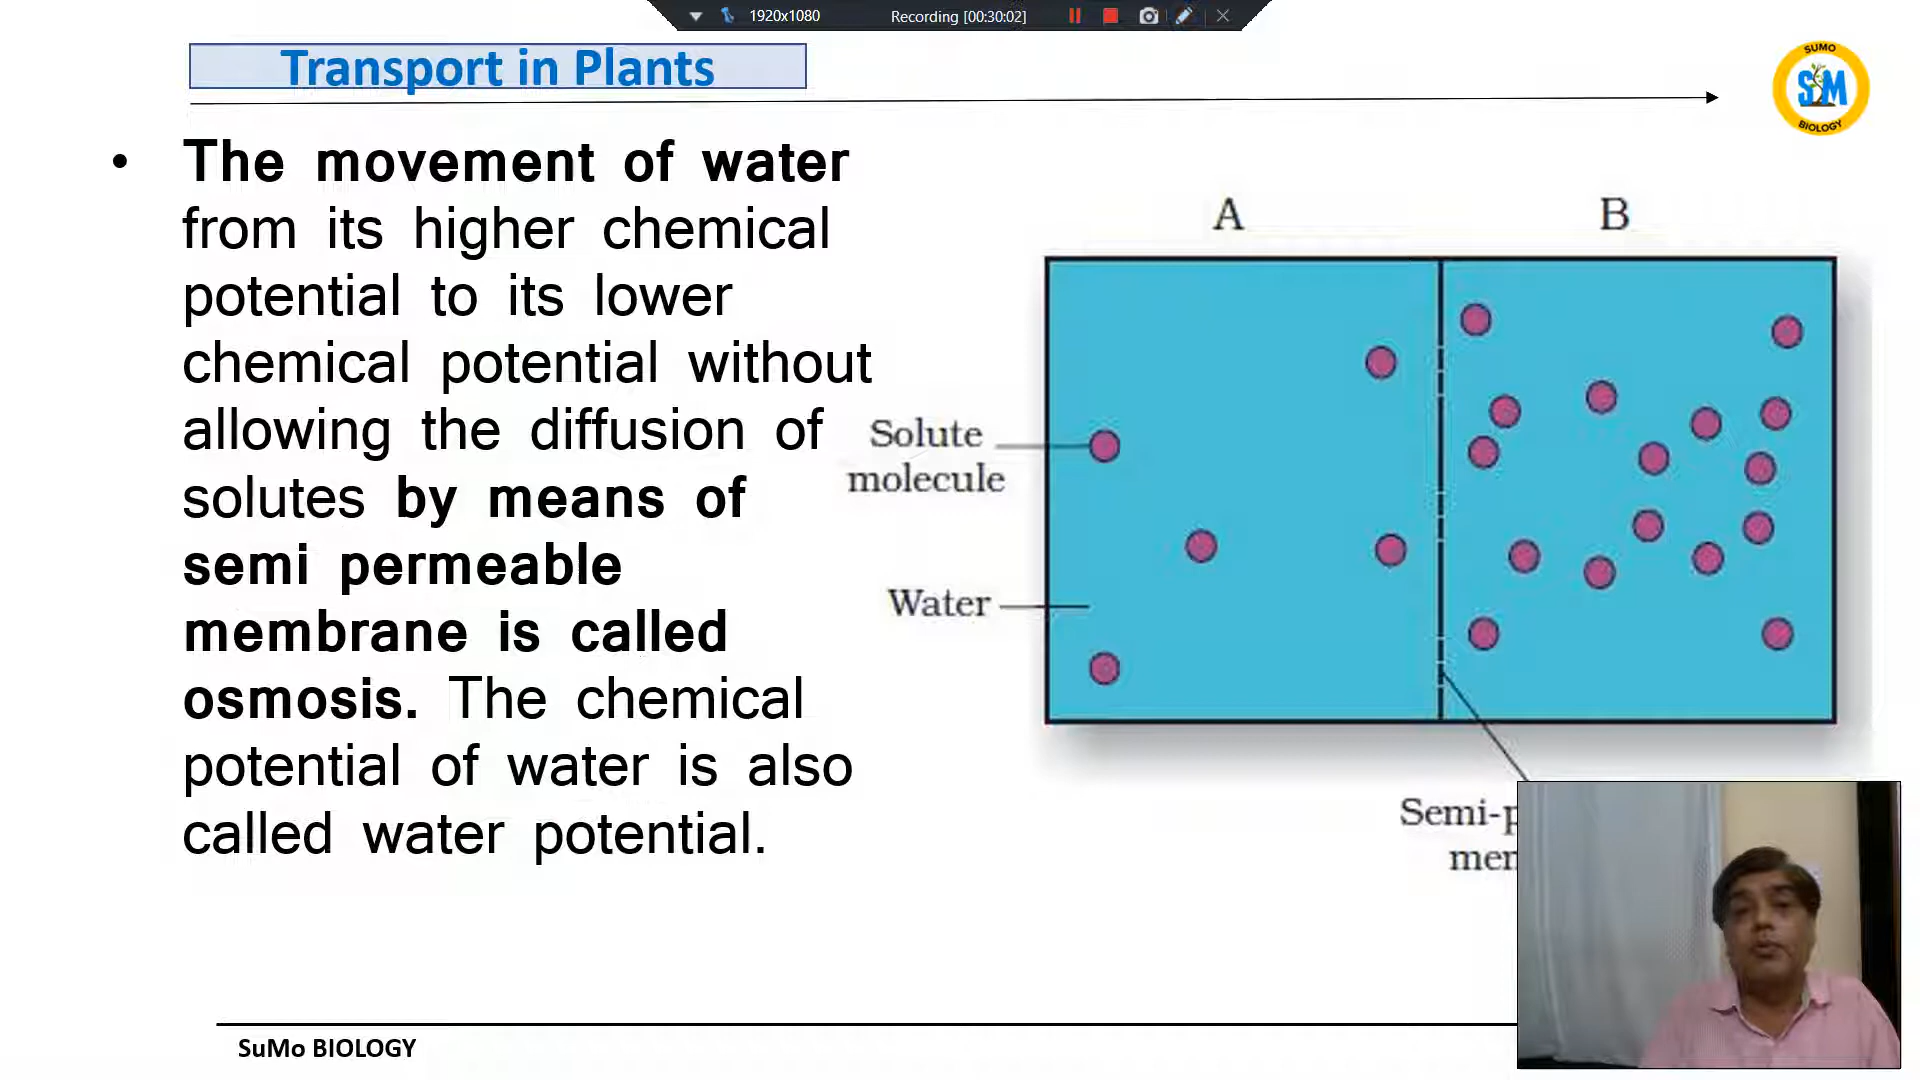 1920x1080 Recording [00:30:02]
Transport in Plants
SUMO
SM
BIOLOGY
• The movement of water
from its higher chemical
potential to its lower
chemical potential without
allowing the diffusion of
solutes by means of
semi permeable
membrane is called
osmosis. The chemical
potential of water is also
called water potential.
A B
Solute
molecule
Water
Semi-p
mer
SuMo BIOLOGY